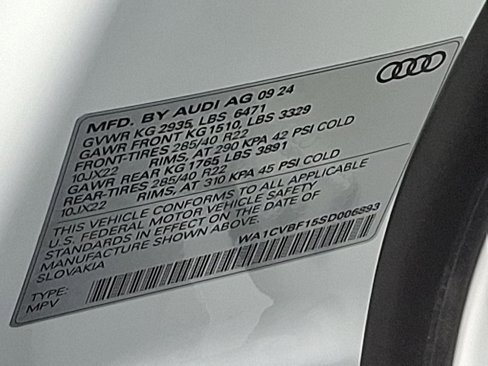 MFD. BY AUDI AG 09 24
GVWR KG 2935, LBS 6471
GAWR FRONT KG1510, LBS 3329
FRONT-TIRES 285/40 R22
10JX22 RIMS, AT 290 KPA 42 PSI COLD
GAWR REAR KG 1765 LBS 3891
REAR-TIRES 285/40 R22
10JX22 RIMS, AT 310 KPA 45 PSI COLD
THIS VEHICLE CONFORMS TO ALL APPLICABLE
U.S. FEDERAL MOTOR VEHICLE SAFETY
STANDARDS IN EFFECT ON THE DATE OF
MANUFACTURE SHOWN ABOVE.
SLOVAKIA
WA1CVBF15SD006893
TYPE:
MPV